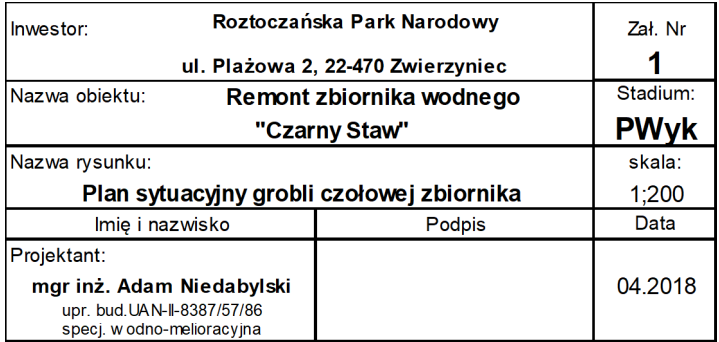 Inwestor: Roztoczańska Park Narodowy Zał. Nr
ul. Plażowa 2, 22-470 Zwierzyniec 1
Nazwa obiektu: Remont zbiornika wodnego Stadium:
"Czarny Staw" PWyk
Nazwa rysunku: skala:
Plan sytuacyjny grobli czołowej zbiornika 1;200
Imię i nazwisko Podpis Data
Projektant:
mgr inż. Adam Niedabylski 04.2018
upr. bud.UAN-II-8387/57/86
specj. wodno-melioracyjna